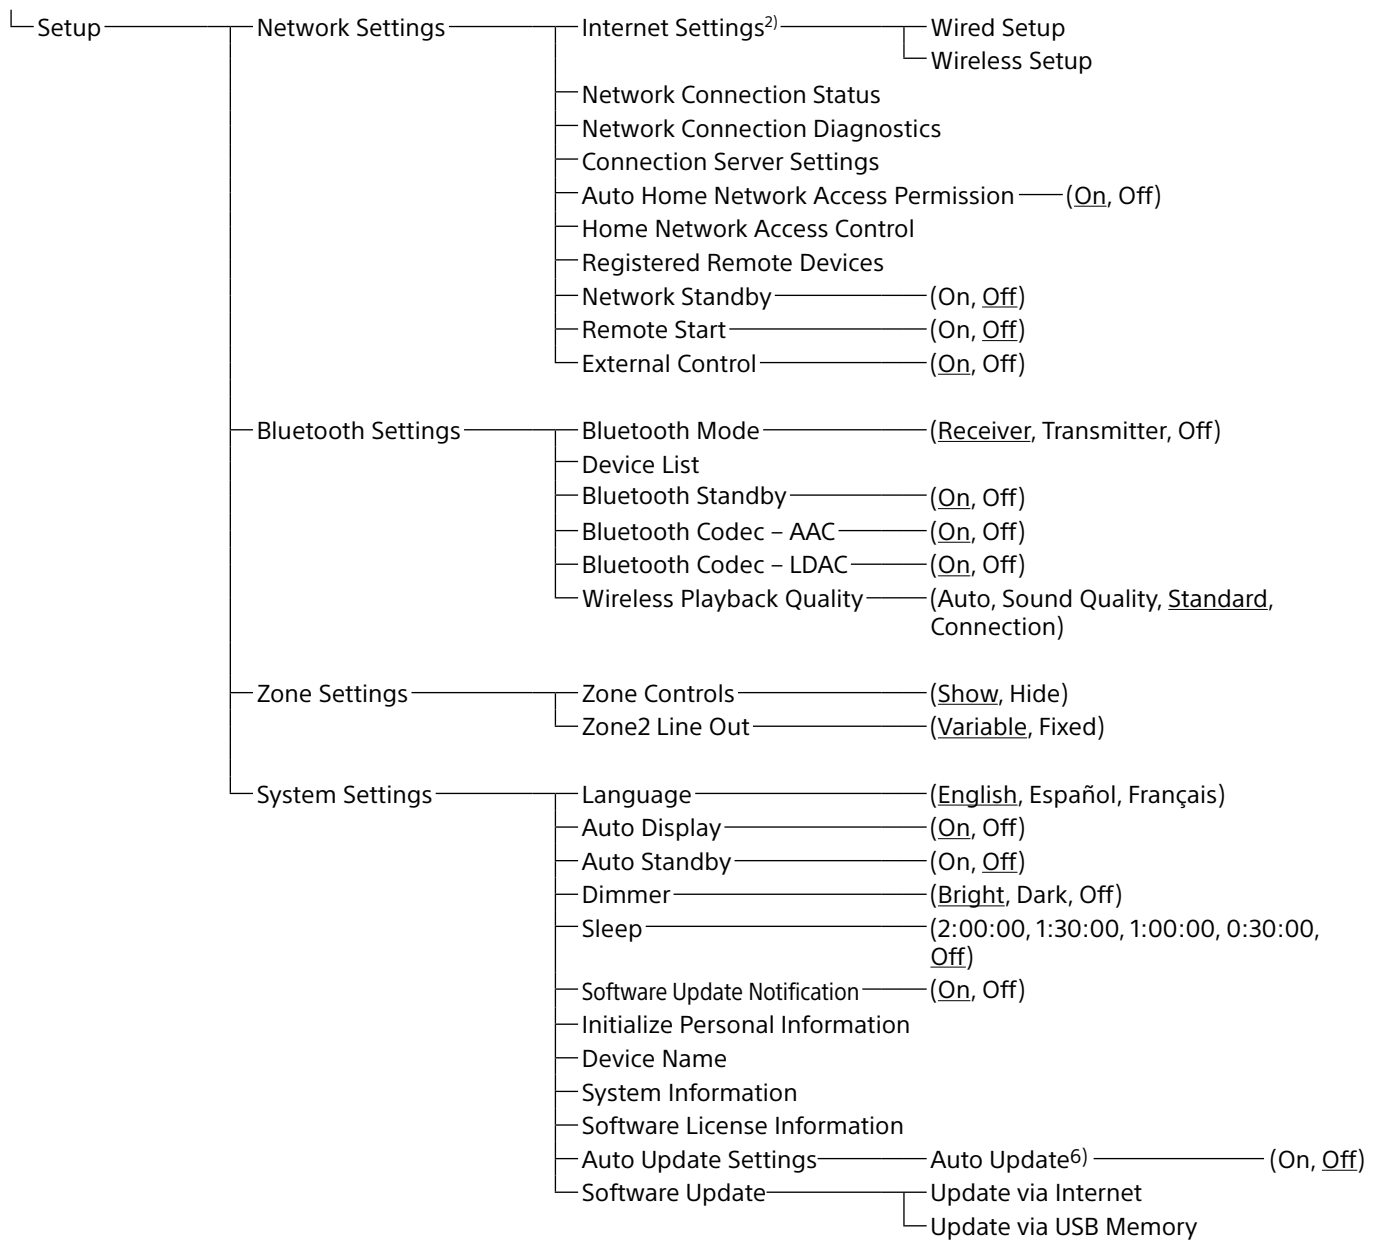 Setup Network Settings Internet Settings2) Wired Setup
Wireless Setup
Network Connection Status
Network Connection Diagnostics
Connection Server Settings
Auto Home Network Access Permission (On, Off)
Home Network Access Control
Registered Remote Devices
Network Standby (On, Off)
Remote Start (On, Off)
External Control (On, Off)
Bluetooth Settings Bluetooth Mode (Receiver, Transmitter, Off)
Device List
Bluetooth Standby (On, Off)
Bluetooth Codec – AAC (On, Off)
Bluetooth Codec – LDAC (On, Off)
Wireless Playback Quality (Auto, Sound Quality, Standard,
Connection)
Zone Settings Zone Controls (Show, Hide)
Zone2 Line Out (Variable, Fixed)
System Settings Language (English, Español, Français)
Auto Display (On, Off)
Auto Standby (On, Off)
Dimmer (Bright, Dark, Off)
Sleep (2:00:00, 1:30:00, 1:00:00, 0:30:00,
Off)
Software Update Notification (On, Off)
Initialize Personal Information
Device Name
System Information
Software License Information
Auto Update Settings Auto Update6) (On, Off)
Software Update Update via Internet
Update via USB Memory